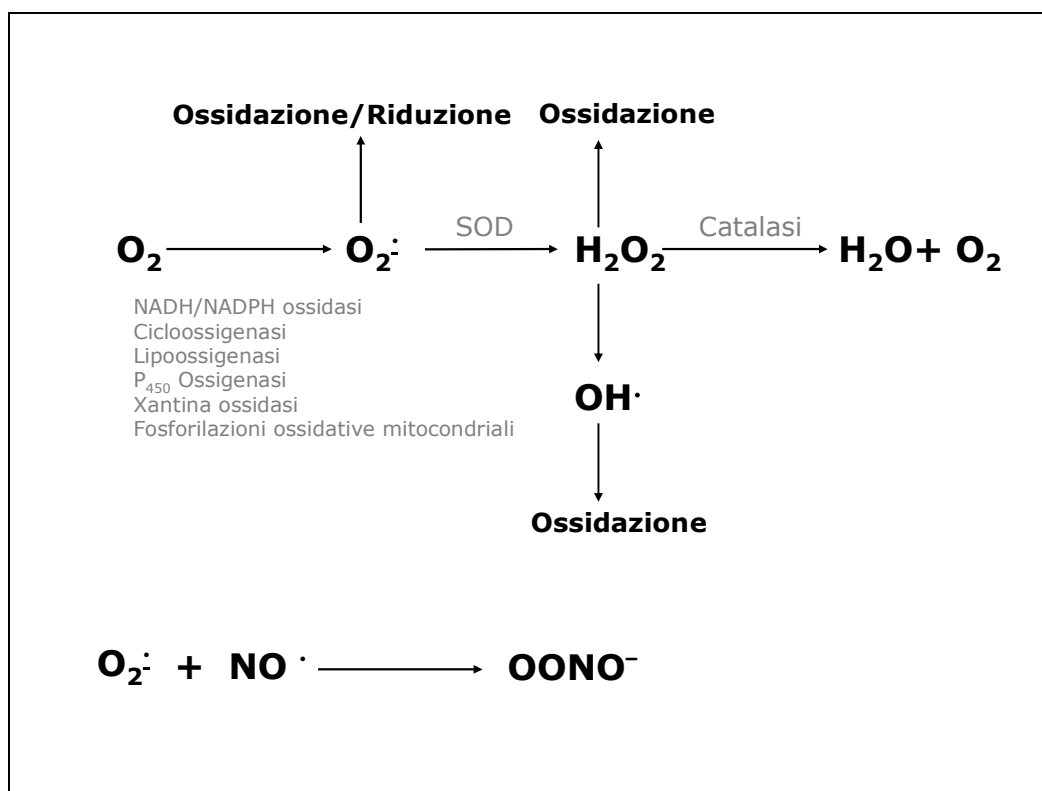 Ossidazione/Riduzione Ossidazione
SOD Catalasi
O₂ O₂∸ H₂O₂ H₂O+ O₂
NADH/NADPH ossidasi
Cicloossigenasi
Lipoossigenasi
P₄₅₀ Ossigenasi
Xantina ossidasi
Fosforilazioni ossidative mitocondriali
OH·
Ossidazione
O₂∸ + NO · OONO⁻